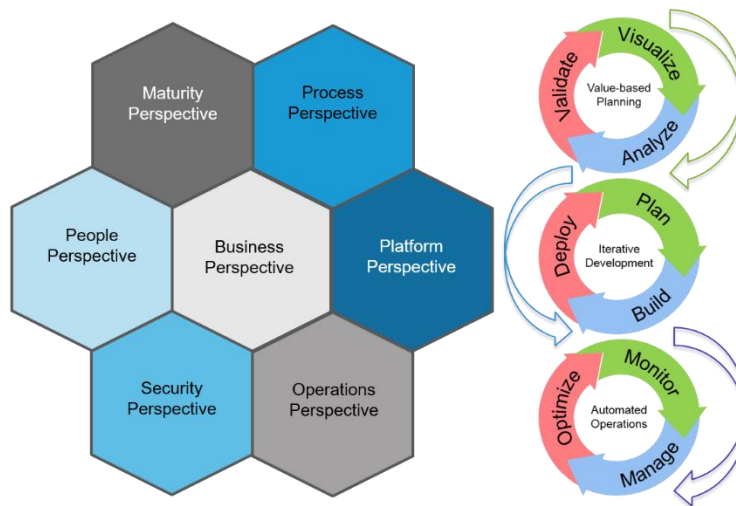 Maturity
Perspective
Process
Perspective
People
Perspective
Business
Perspective
Platform
Perspective
Security
Perspective
Operations
Perspective
Validate
Visualize
Value-based
Planning
Analyze
Deploy
Plan
Iterative
Development
Build
Optimize
Monitor
Automated
Operations
Manage